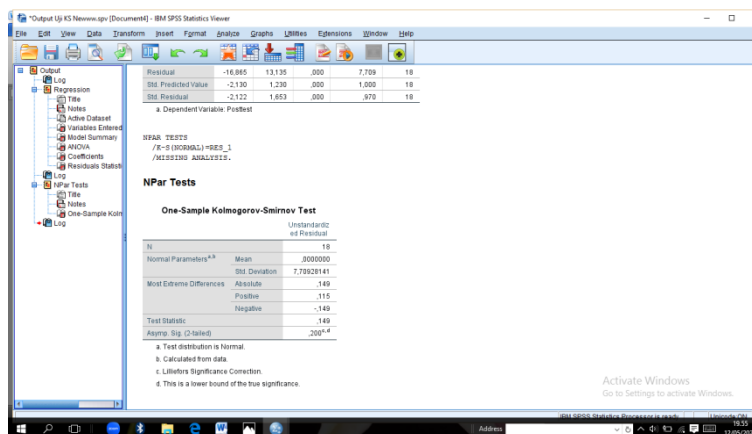 *Output Uji KS Newww.spv [Document4] - IBM SPSS Statistics Viewer
File Edit View Data Transform Insert Format Analyze Graphs Utilities Extensions Window Help
Output
Log
Regression
Title
Notes
Active Dataset
Variables Entered
Model Summary
ANOVA
Coefficients
Residuals Statisti
Log
NPar Tests
Title
Notes
One-Sample Koln
Log
Residual -16,865 13,135 ,000 7,709 18
Std. Predicted Value -2,130 1,230 ,000 1,000 18
Std. Residual -2,122 1,653 ,000 ,970 18
a. Dependent Variable: Posttest
NPAR TESTS
/K-S(NORMAL)=RES_1
/MISSING ANALYSIS.
NPar Tests
One-Sample Kolmogorov-Smirnov Test
Unstandardiz
ed Residual
N 18
Normal Parameters a,b Mean ,0000000
Std. Deviation 7,70928141
Most Extreme Differences Absolute ,149
Positive ,115
Negative -,149
Test Statistic ,149
Asymp. Sig. (2-tailed) ,200 c,d
a. Test distribution is Normal.
b. Calculated from data.
c. Lilliefors Significance Correction.
d. This is a lower bound of the true significance.
Activate Windows
Go to Settings to activate Windows.
IBM SPSS Statistics Processor is ready Unicode:ON
Address
19.55